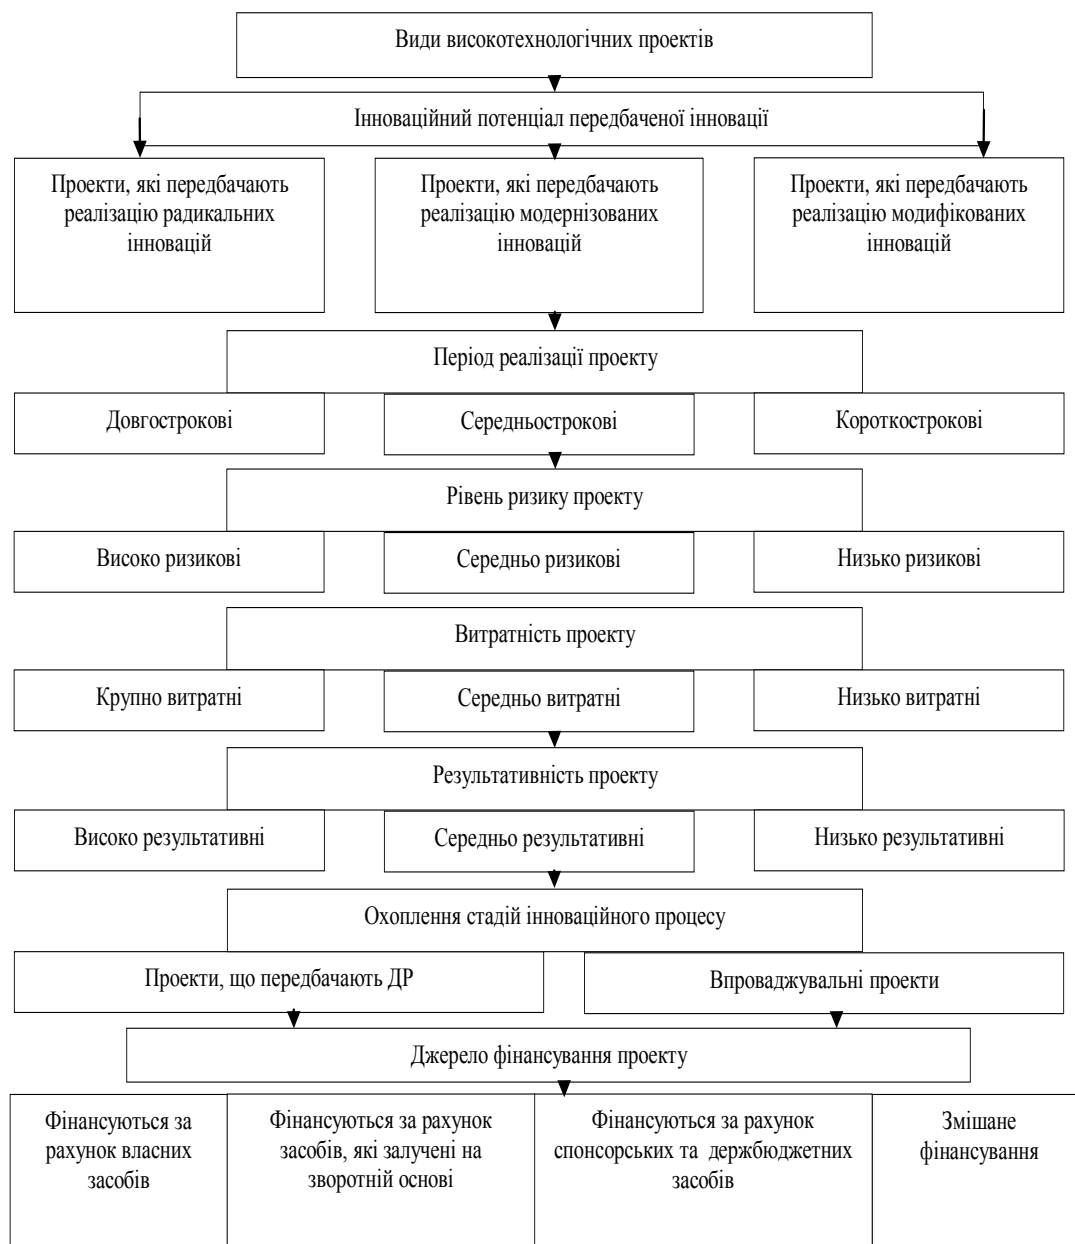 Види високотехнологічних проектів
Інноваційний потенціал передбаченої інновації
Проекти, які передбачають
реалізацію радикальних
інновацій
Проекти, які передбачають
реалізацію модернізованих
інновацій
Проекти, які передбачають
реалізацію модифікованих
інновацій
Період реалізації проекту
Довгострокові
Середньострокові
Короткострокові
Рівень ризику проекту
Високо ризикові
Середньо ризикові
Низько ризикові
Витратність проекту
Крупно витратні
Середньо витратні
Низько витратні
Результативність проекту
Високо результативні
Середньо результативні
Низько результативні
Охоплення стадій інноваційного процесу
Проекти, що передбачають ДР
Впроваджувальні проекти
Джерело фінансування проекту
Фінансуються за
рахунок власних
засобів
Фінансуються за рахунок
засобів, які залучені на
зворотній основі
Фінансуються за рахунок
спонсорських та держбюджетних
засобів
Змішане
фінансування